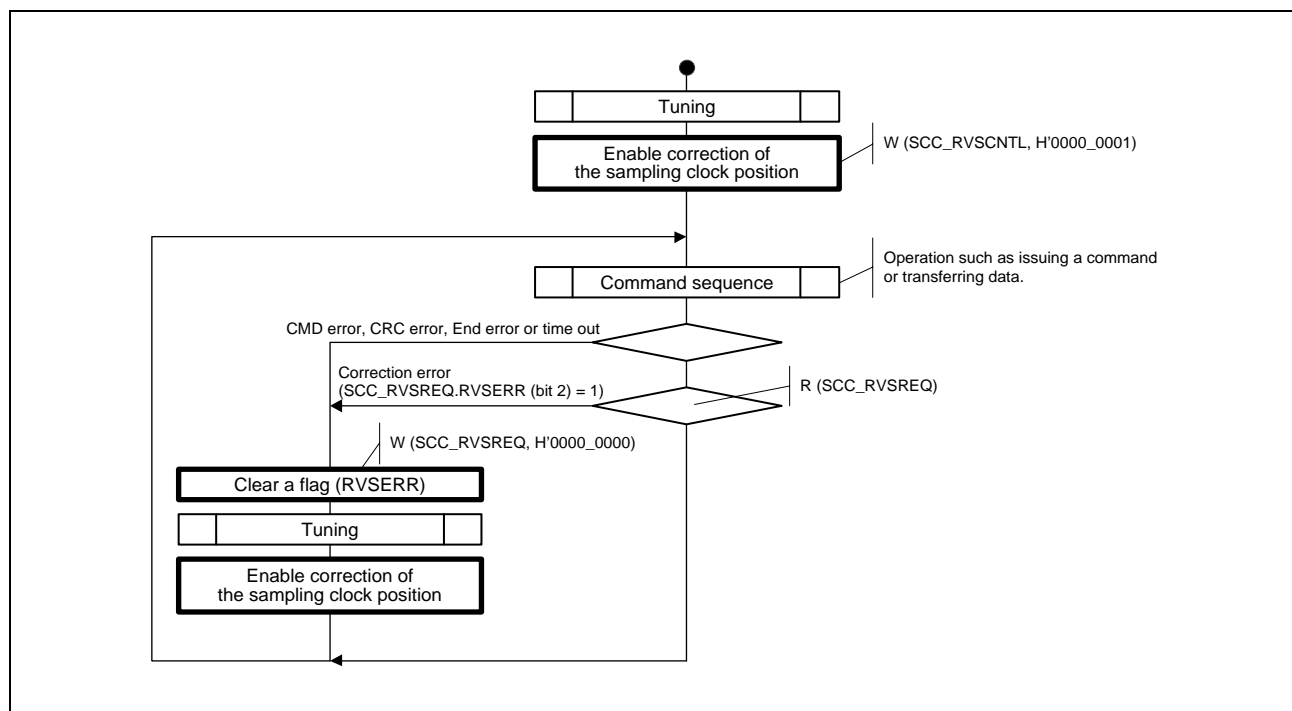 Tuning
Enable correction of
the sampling clock position
W (SCC_RVSCNTL, H'0000_0001)
Command sequence
Operation such as issuing a command
or transferring data.
CMD error, CRC error, End error or time out
Correction error
(SCC_RVSREQ.RVSERR (bit 2) = 1)
R (SCC_RVSREQ)
W (SCC_RVSREQ, H'0000_0000)
Clear a flag (RVSERR)
Tuning
Enable correction of
the sampling clock position